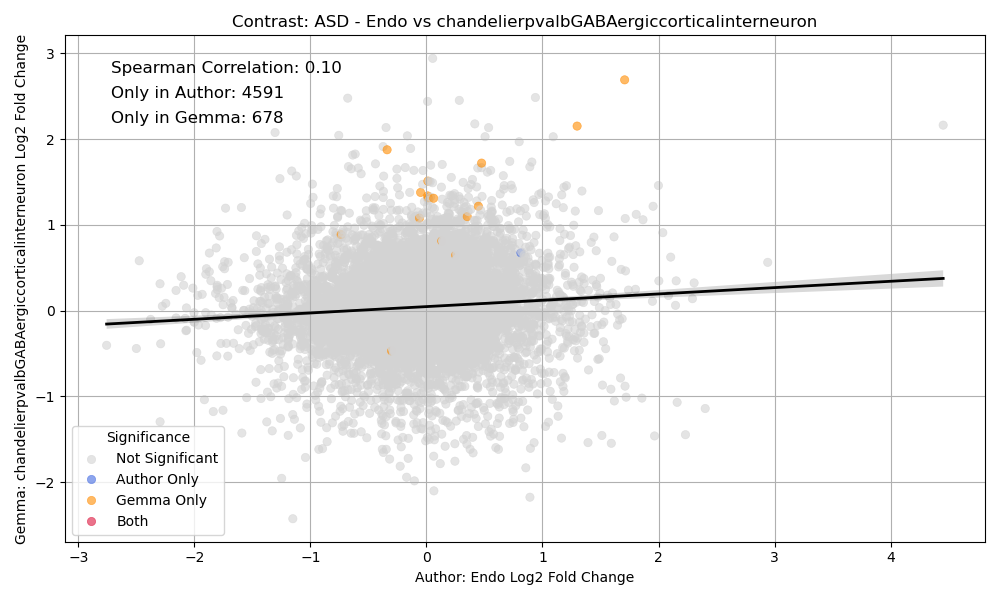 Contrast: ASD - Endo vs chandelierpvalbGABAergiccorticalinterneuron
Gemma: chandelierpvalbGABAergiccorticalinterneuron Log2 Fold Change
3
2
1
0
−1
−2
Spearman Correlation: 0.10
Only in Author: 4591
Only in Gemma: 678
Significance
Not Significant
Author Only
Gemma Only
Both
−3
−2
−1
0
1
2
3
4
Author: Endo Log2 Fold Change